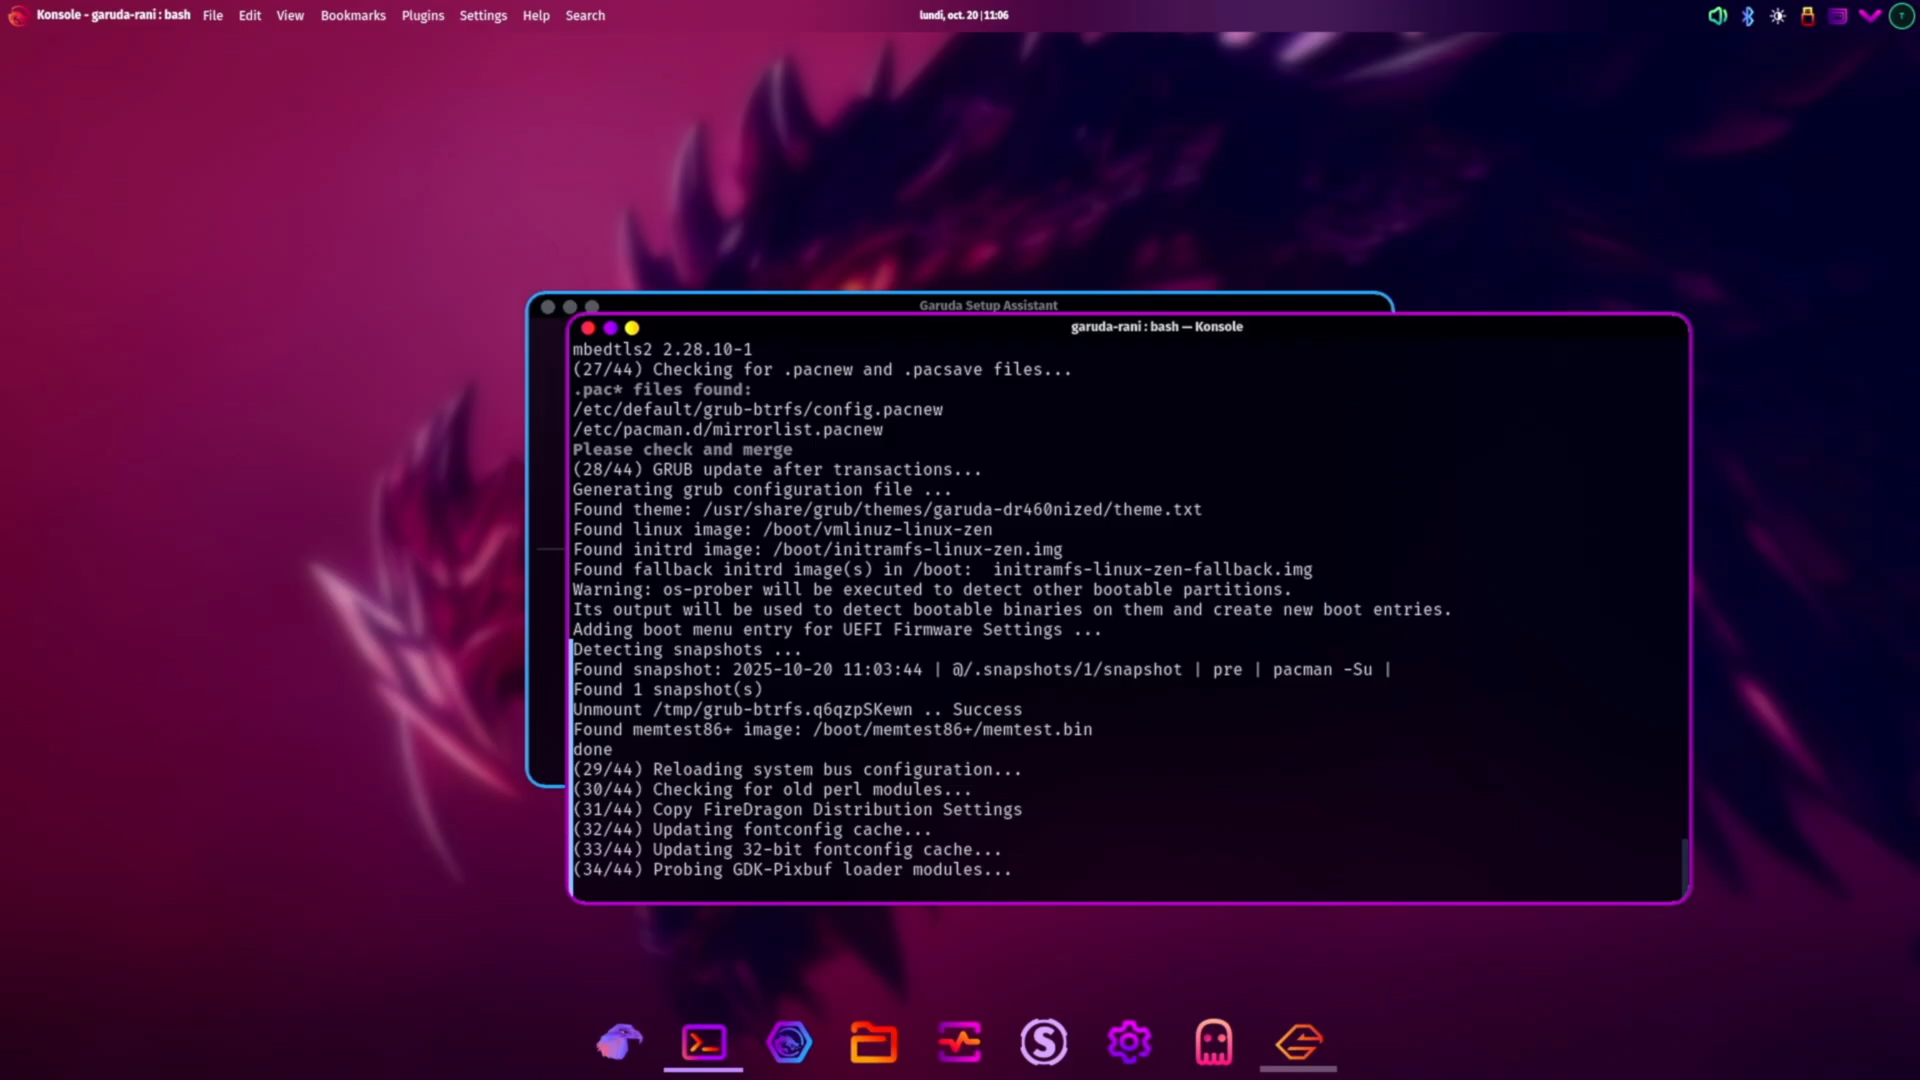 Konsole - garuda-rani : bash File Edit View Bookmarks Plugins Settings Help Search
lundi, oct. 20 | 11:06
T
Garuda Setup Assistant
garuda-rani : bash — Konsole
mbedtls2 2.28.10-1
(27/44) Checking for .pacnew and .pacsave files...
.pac* files found:
/etc/default/grub-btrfs/config.pacnew
/etc/pacman.d/mirrorlist.pacnew
Please check and merge
(28/44) GRUB update after transactions...
Generating grub configuration file ...
Found theme: /usr/share/grub/themes/garuda-dr460nized/theme.txt
Found linux image: /boot/vmlinuz-linux-zen
Found initrd image: /boot/initramfs-linux-zen.img
Found fallback initrd image(s) in /boot:  initramfs-linux-zen-fallback.img
Warning: os-prober will be executed to detect other bootable partitions.
Its output will be used to detect bootable binaries on them and create new boot entries.
Adding boot menu entry for UEFI Firmware Settings ...
Detecting snapshots ...
Found snapshot: 2025-10-20 11:03:44 | @/.snapshots/1/snapshot | pre | pacman -Su |
Found 1 snapshot(s)
Unmount /tmp/grub-btrfs.q6qzpSKewn .. Success
Found memtest86+ image: /boot/memtest86+/memtest.bin
done
(29/44) Reloading system bus configuration...
(30/44) Checking for old perl modules...
(31/44) Copy FireDragon Distribution Settings
(32/44) Updating fontconfig cache...
(33/44) Updating 32-bit fontconfig cache...
(34/44) Probing GDK-Pixbuf loader modules...
S